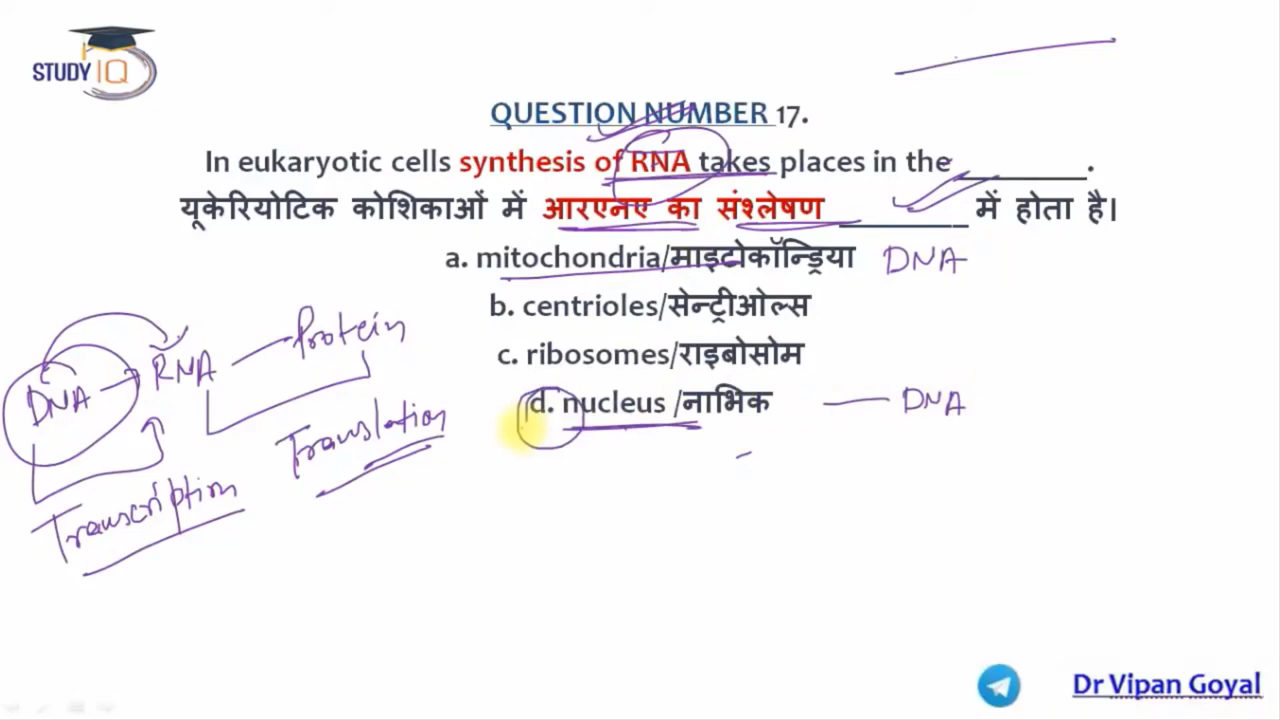 STUDY IQ
QUESTION NUMBER 17.
In eukaryotic cells synthesis of RNA takes places in the ________.
यूकेरियोटिक कोशिकाओं में आरएनए का संश्लेषण ________ में होता है।
a. mitochondria/माइटोकॉन्ड्रिया DNA
b. centrioles/सेन्ट्रीओल्स
c. ribosomes/राइबोसोम
d. nucleus /नाभिक — DNA
DNA → RNA — Protein
Translation
Transcription
Dr Vipan Goyal